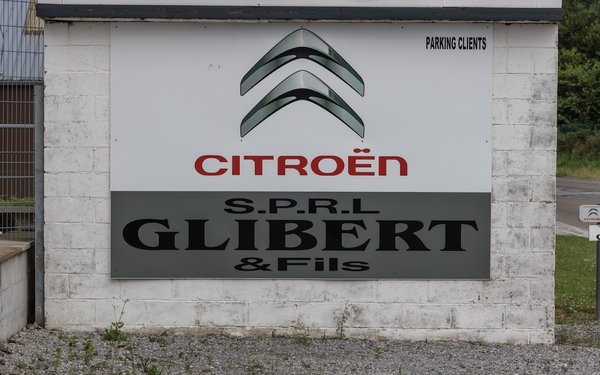 PARKING CLIENTS
CITROËN
S.P.R.L
GLIBERT
&Fils